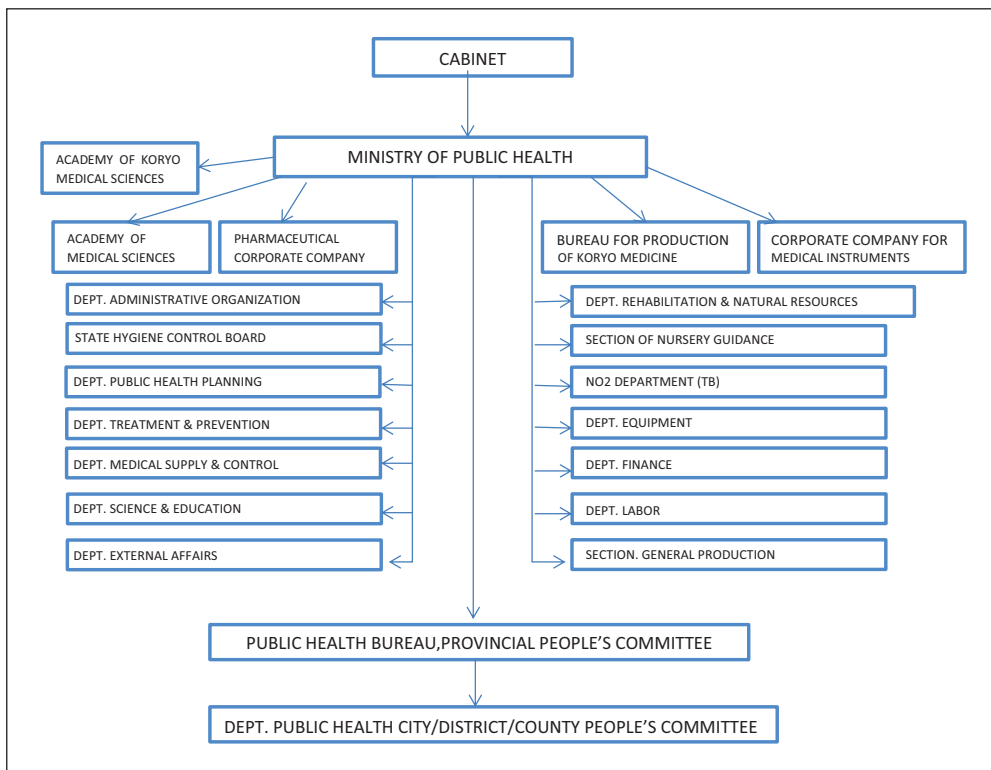 CABINET
MINISTRY OF PUBLIC HEALTH
ACADEMY OF KORYO
MEDICAL SCIENCES
ACADEMY OF
MEDICAL SCIENCES
PHARMACEUTICAL
CORPORATE COMPANY
BUREAU FOR PRODUCTION
OF KORYO MEDICINE
CORPORATE COMPANY FOR
MEDICAL INSTRUMENTS
DEPT. ADMINISTRATIVE ORGANIZATION
STATE HYGIENE CONTROL BOARD
DEPT. PUBLIC HEALTH PLANNING
DEPT. TREATMENT & PREVENTION
DEPT. MEDICAL SUPPLY & CONTROL
DEPT. SCIENCE & EDUCATION
DEPT. EXTERNAL AFFAIRS
DEPT. REHABILITATION & NATURAL RESOURCES
SECTION OF NURSERY GUIDANCE
NO2 DEPARTMENT (TB)
DEPT. EQUIPMENT
DEPT. FINANCE
DEPT. LABOR
SECTION. GENERAL PRODUCTION
PUBLIC HEALTH BUREAU,PROVINCIAL PEOPLE'S COMMITTEE
DEPT. PUBLIC HEALTH CITY/DISTRICT/COUNTY PEOPLE'S COMMITTEE